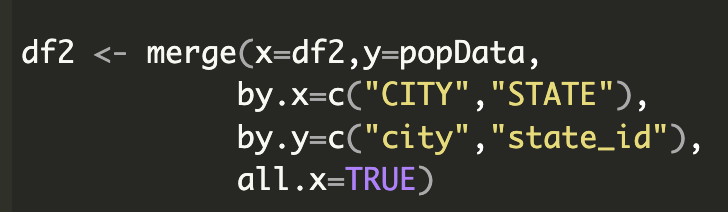 df2 <- merge(x=df2,y=popData,
by.x=c("CITY","STATE"),
by.y=c("city","state_id"),
all.x=TRUE)